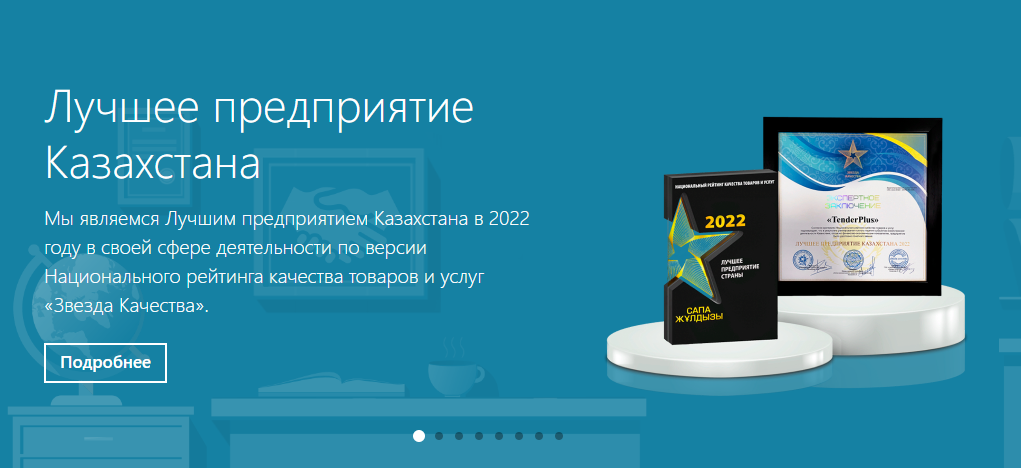 Лучшее предприятие
Казахстана
Мы являемся Лучшим предприятием Казахстана в 2022
году в своей сфере деятельности по версии
Национального рейтинга качества товаров и услуг
«Звезда Качества».
Подробнее
НАЦИОНАЛЬНЫЙ РЕЙТИНГ КАЧЕСТВА ТОВАРОВ И УСЛУГ
2022
ЛУЧШЕЕ
ПРЕДПРИЯТИЕ
СТРАНЫ
САПА
ЖҰЛДЫЗЫ
ЭКСПЕРТНОЕ
ЗАКЛЮЧЕНИЕ
«TenderPlus»
ЛУЧШЕЕ ПРЕДПРИЯТИЕ КАЗАХСТАНА 2022